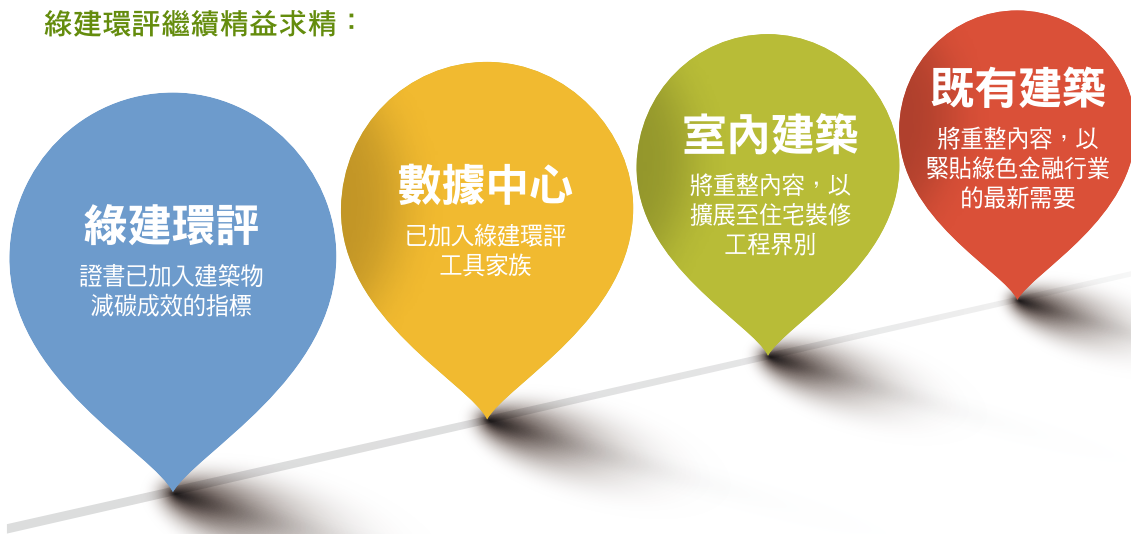 綠建環評繼續精益求精：
綠建環評
證書已加入建築物
減碳成效的指標
數據中心
已加入綠建環評
工具家族
室內建築
將重整內容，以
擴展至住宅裝修
工程界別
既有建築
將重整內容，以
緊貼綠色金融行業
的最新需要